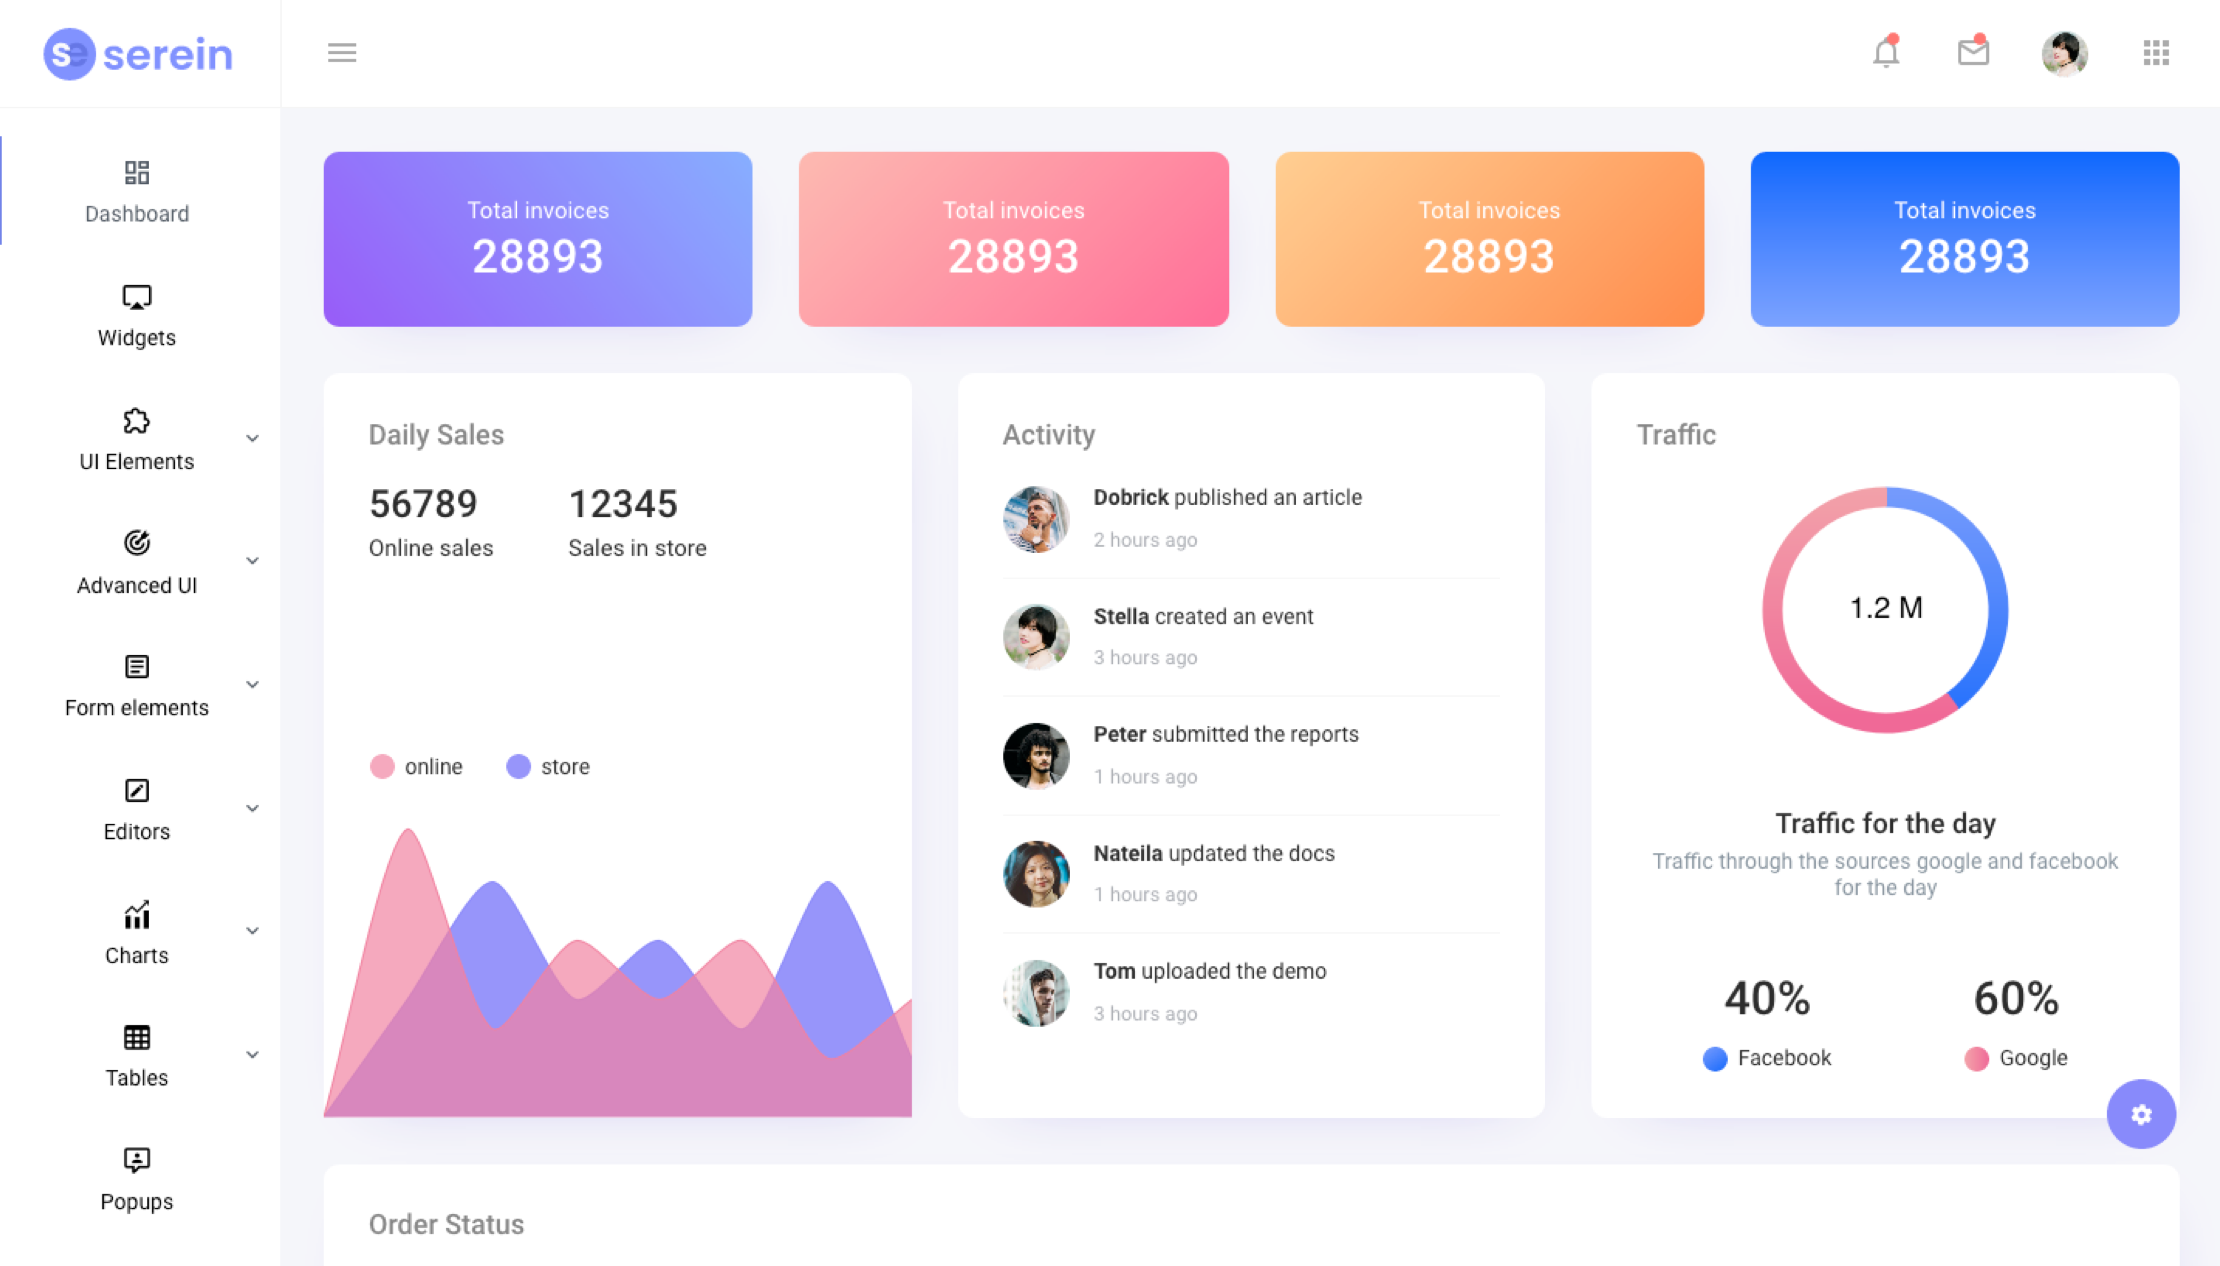 se serein
Dashboard
Widgets
UI Elements
Advanced UI
Form elements
Editors
Charts
Tables
Popups
Total invoices
28893
Total invoices
28893
Total invoices
28893
Total invoices
28893
Daily Sales
56789
Online sales
12345
Sales in store
online
store
Activity
Dobrick published an article
2 hours ago
Stella created an event
3 hours ago
Peter submitted the reports
1 hours ago
Nateila updated the docs
1 hours ago
Tom uploaded the demo
3 hours ago
Traffic
1.2 M
Traffic for the day
Traffic through the sources google and facebook
for the day
40%
Facebook
60%
Google
Order Status